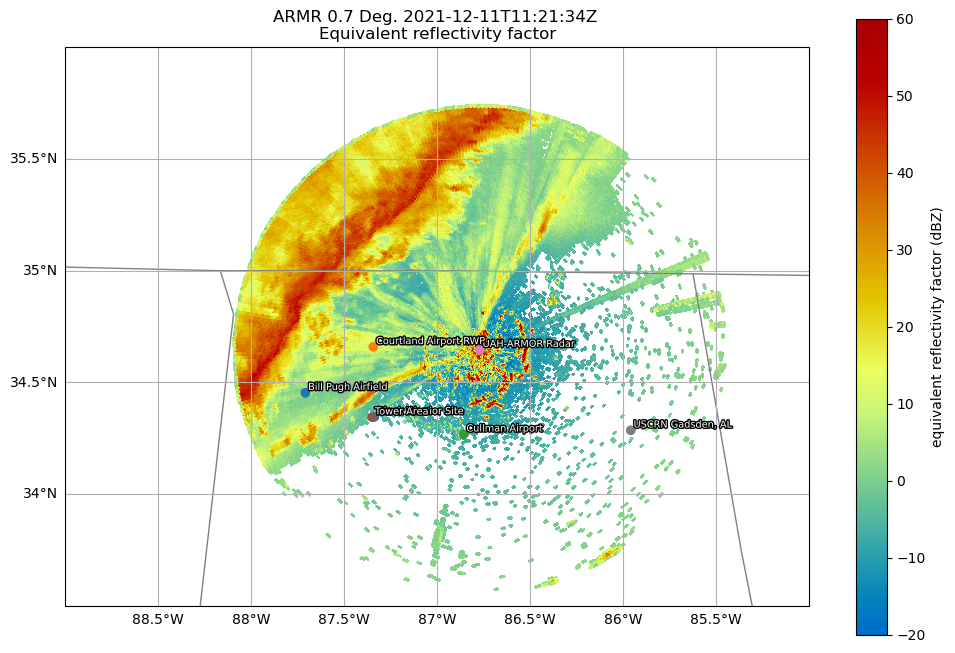 ARMR 0.7 Deg. 2021-12-11T11:21:34Z
Equivalent reflectivity factor
60
50
40
30
20
10
0
−10
−20
equivalent reflectivity factor (dBZ)
35.5°N
35°N
34.5°N
34°N
Courtland Airport RWP
UAH-ARMOR Radar
Bill Pugh Airfield
Tower Site
Cullman Airport
USCRN Gadsden, AL
88.5°W
88°W
87.5°W
87°W
86.5°W
86°W
85.5°W